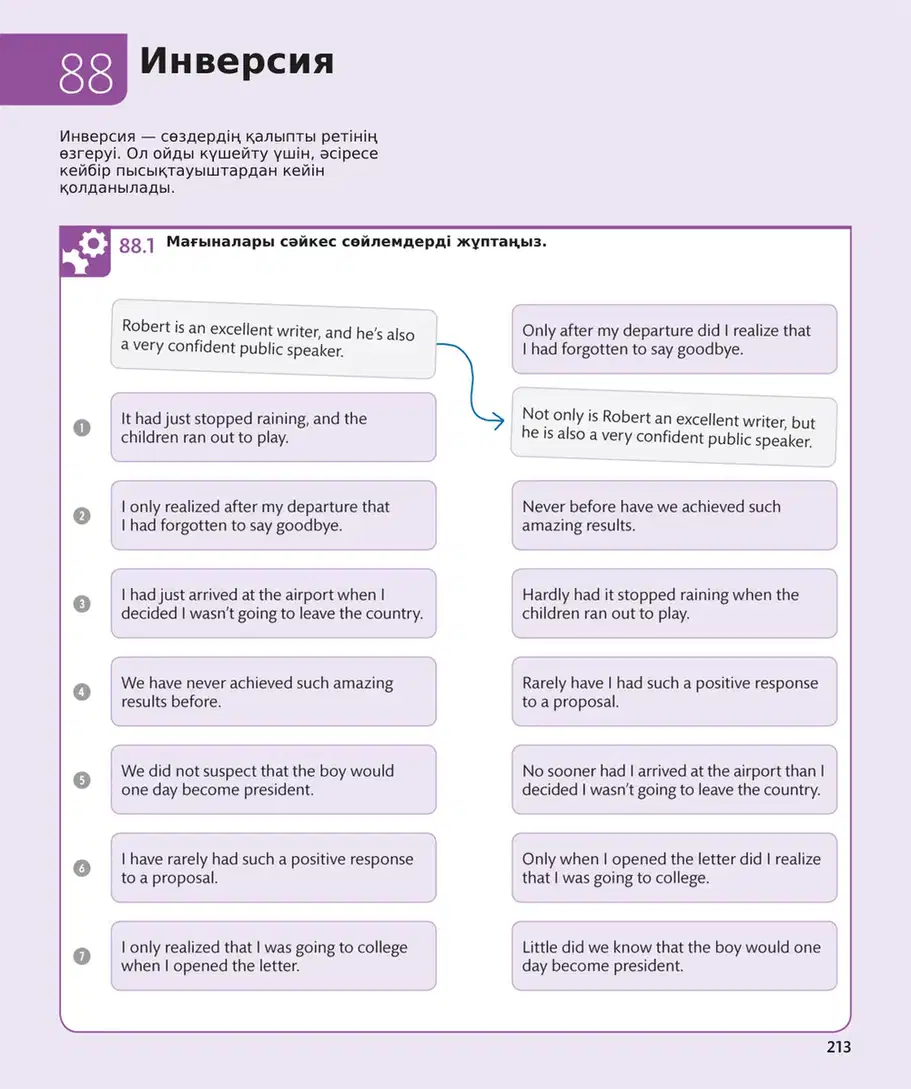 88
Инверсия
Инверсия — сөздердің қалыпты ретінің
өзгеруі. Ол ойды күшейту үшін, әсіресе
кейбір пысықтауыштардан кейін
қолданылады.
88.1 Мағыналары сәйкес сөйлемдерді жұптаңыз.
Robert is an excellent writer, and he’s also
a very confident public speaker.
1
It had just stopped raining, and the
children ran out to play.
2
I only realized after my departure that
I had forgotten to say goodbye.
3
I had just arrived at the airport when I
decided I wasn’t going to leave the country.
4
We have never achieved such amazing
results before.
5
We did not suspect that the boy would
one day become president.
6
I have rarely had such a positive response
to a proposal.
7
I only realized that I was going to college
when I opened the letter.
Only after my departure did I realize that
I had forgotten to say goodbye.
Not only is Robert an excellent writer, but
he is also a very confident public speaker.
Never before have we achieved such
amazing results.
Hardly had it stopped raining when the
children ran out to play.
Rarely have I had such a positive response
to a proposal.
No sooner had I arrived at the airport than I
decided I wasn’t going to leave the country.
Only when I opened the letter did I realize
that I was going to college.
Little did we know that the boy would one
day become president.
213